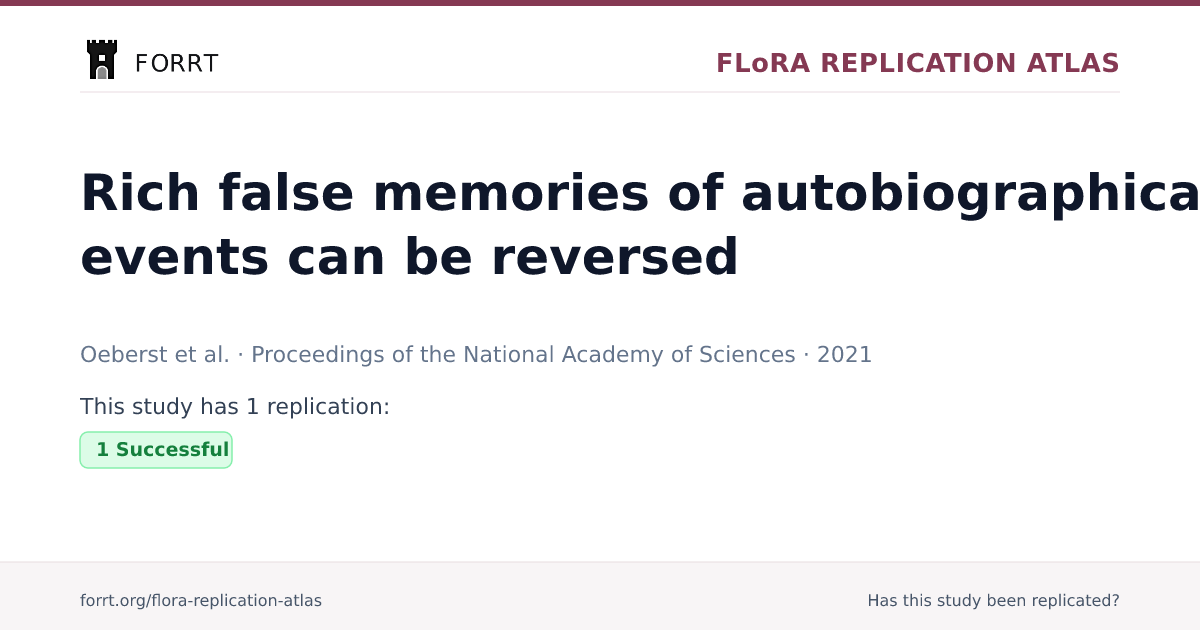 FORRT
FLoRA REPLICATION ATLAS
Rich false memories of autobiographica
events can be reversed
Oeberst et al. · Proceedings of the National Academy of Sciences · 2021
This study has 1 replication:
1 Successful
forrt.org/flora-replication-atlas
Has this study been replicated?